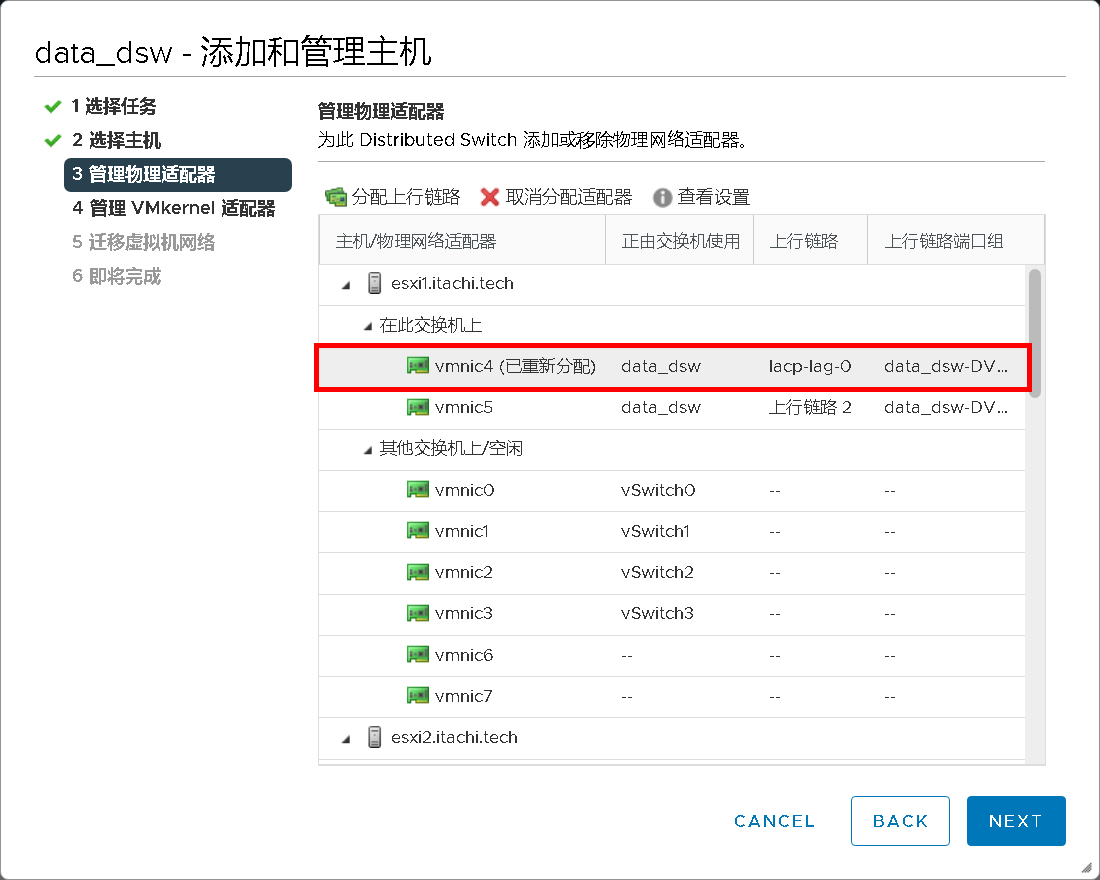 data_dsw - 添加和管理主机
1 选择任务
2 选择主机
3 管理物理适配器
4 管理 VMkernel 适配器
5 迁移虚拟机网络
6 即将完成
管理物理适配器
为此 Distributed Switch 添加或移除物理网络适配器。
分配上行链路 取消分配适配器 查看设置
主机/物理网络适配器 正由交换机使用 上行链路 上行链路端口组
esxi1.itachi.tech
在此交换机上
vmnic4 (已重新分配) data_dsw lacp-lag-0 data_dsw-DV...
vmnic5 data_dsw 上行链路 2 data_dsw-DV...
其他交换机上/空闲
vmnic0 vSwitch0 -- --
vmnic1 vSwitch1 -- --
vmnic2 vSwitch2 -- --
vmnic3 vSwitch3 -- --
vmnic6 -- -- --
vmnic7 -- -- --
esxi2.itachi.tech
CANCEL BACK NEXT